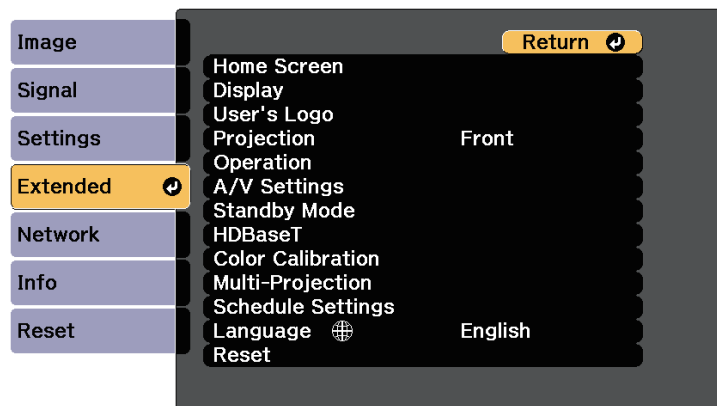 Image
Signal
Settings
Extended
Network
Info
Reset
Return
Home Screen
Display
User's Logo
Projection Front
Operation
A/V Settings
Standby Mode
HDBaseT
Color Calibration
Multi-Projection
Schedule Settings
Language English
Reset